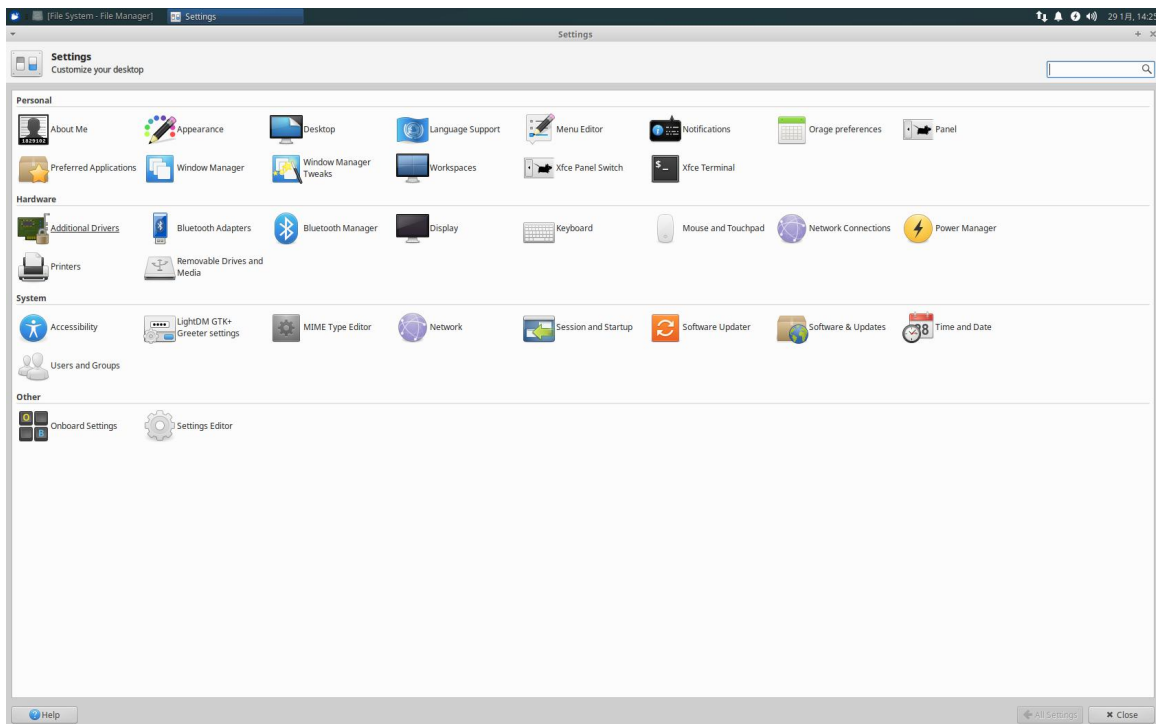 [File System - File Manager]
Settings
29 1月, 14:25
Settings
Settings
Customize your desktop
Personal
About Me
Appearance
Desktop
Language Support
Menu Editor
Notifications
Orage preferences
Panel
Preferred Applications
Window Manager
Window Manager
Tweaks
Workspaces
Xfce Panel Switch
Xfce Terminal
Hardware
Additional Drivers
Bluetooth Adapters
Bluetooth Manager
Display
Keyboard
Mouse and Touchpad
Network Connections
Power Manager
Printers
Removable Drives and
Media
System
Accessibility
LightDM GTK+
Greeter settings
MIME Type Editor
Network
Session and Startup
Software Updater
Software & Updates
Time and Date
Users and Groups
Other
Onboard Settings
Settings Editor
Help
All Settings
Close